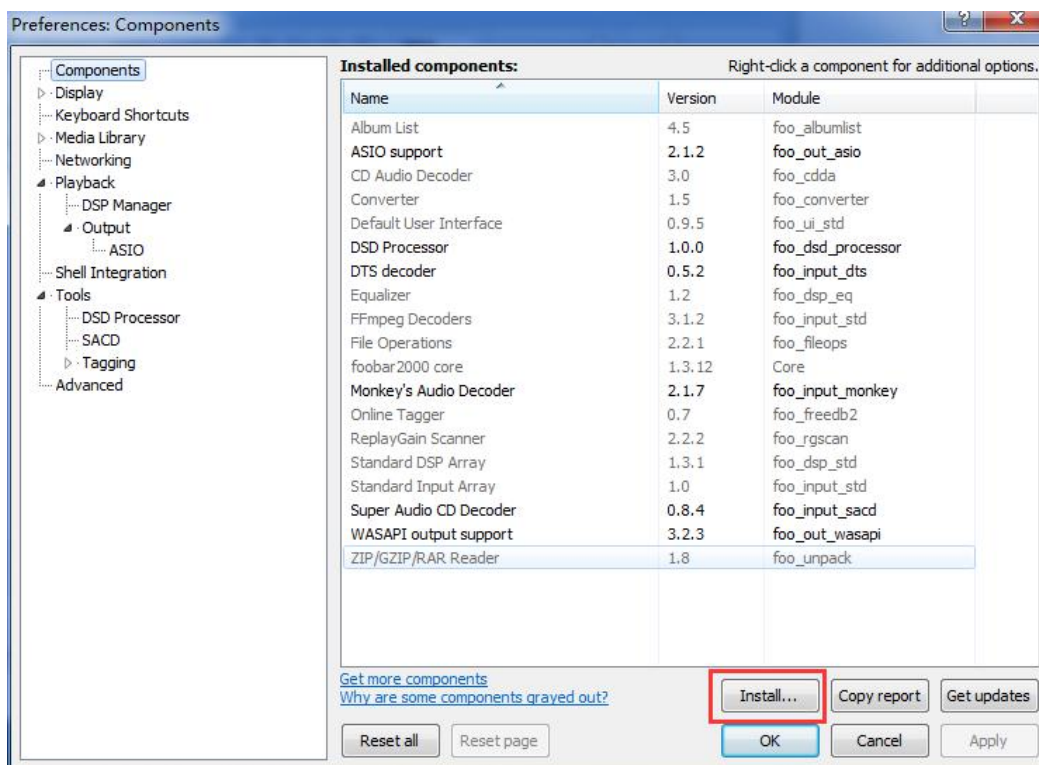 Preferences: Components
Components
Display
Keyboard Shortcuts
Media Library
Networking
Playback
DSP Manager
Output
ASIO
Shell Integration
Tools
DSD Processor
SACD
Tagging
Advanced
Installed components: Right-click a component for additional options.
Name Version Module
Album List 4.5 foo_albumlist
ASIO support 2.1.2 foo_out_asio
CD Audio Decoder 3.0 foo_cdda
Converter 1.5 foo_converter
Default User Interface 0.9.5 foo_ui_std
DSD Processor 1.0.0 foo_dsd_processor
DTS decoder 0.5.2 foo_input_dts
Equalizer 1.2 foo_dsp_eq
FFmpeg Decoders 3.1.2 foo_input_std
File Operations 2.2.1 foo_fileops
foobar2000 core 1.3.12 Core
Monkey's Audio Decoder 2.1.7 foo_input_monkey
Online Tagger 0.7 foo_freedb2
ReplayGain Scanner 2.2.2 foo_rgscan
Standard DSP Array 1.3.1 foo_dsp_std
Standard Input Array 1.0 foo_input_std
Super Audio CD Decoder 0.8.4 foo_input_sacd
WASAPI output support 3.2.3 foo_out_wasapi
ZIP/GZIP/RAR Reader 1.8 foo_unpack
Get more components
Why are some components grayed out?
Install... Copy report Get updates
Reset all Reset page OK Cancel Apply